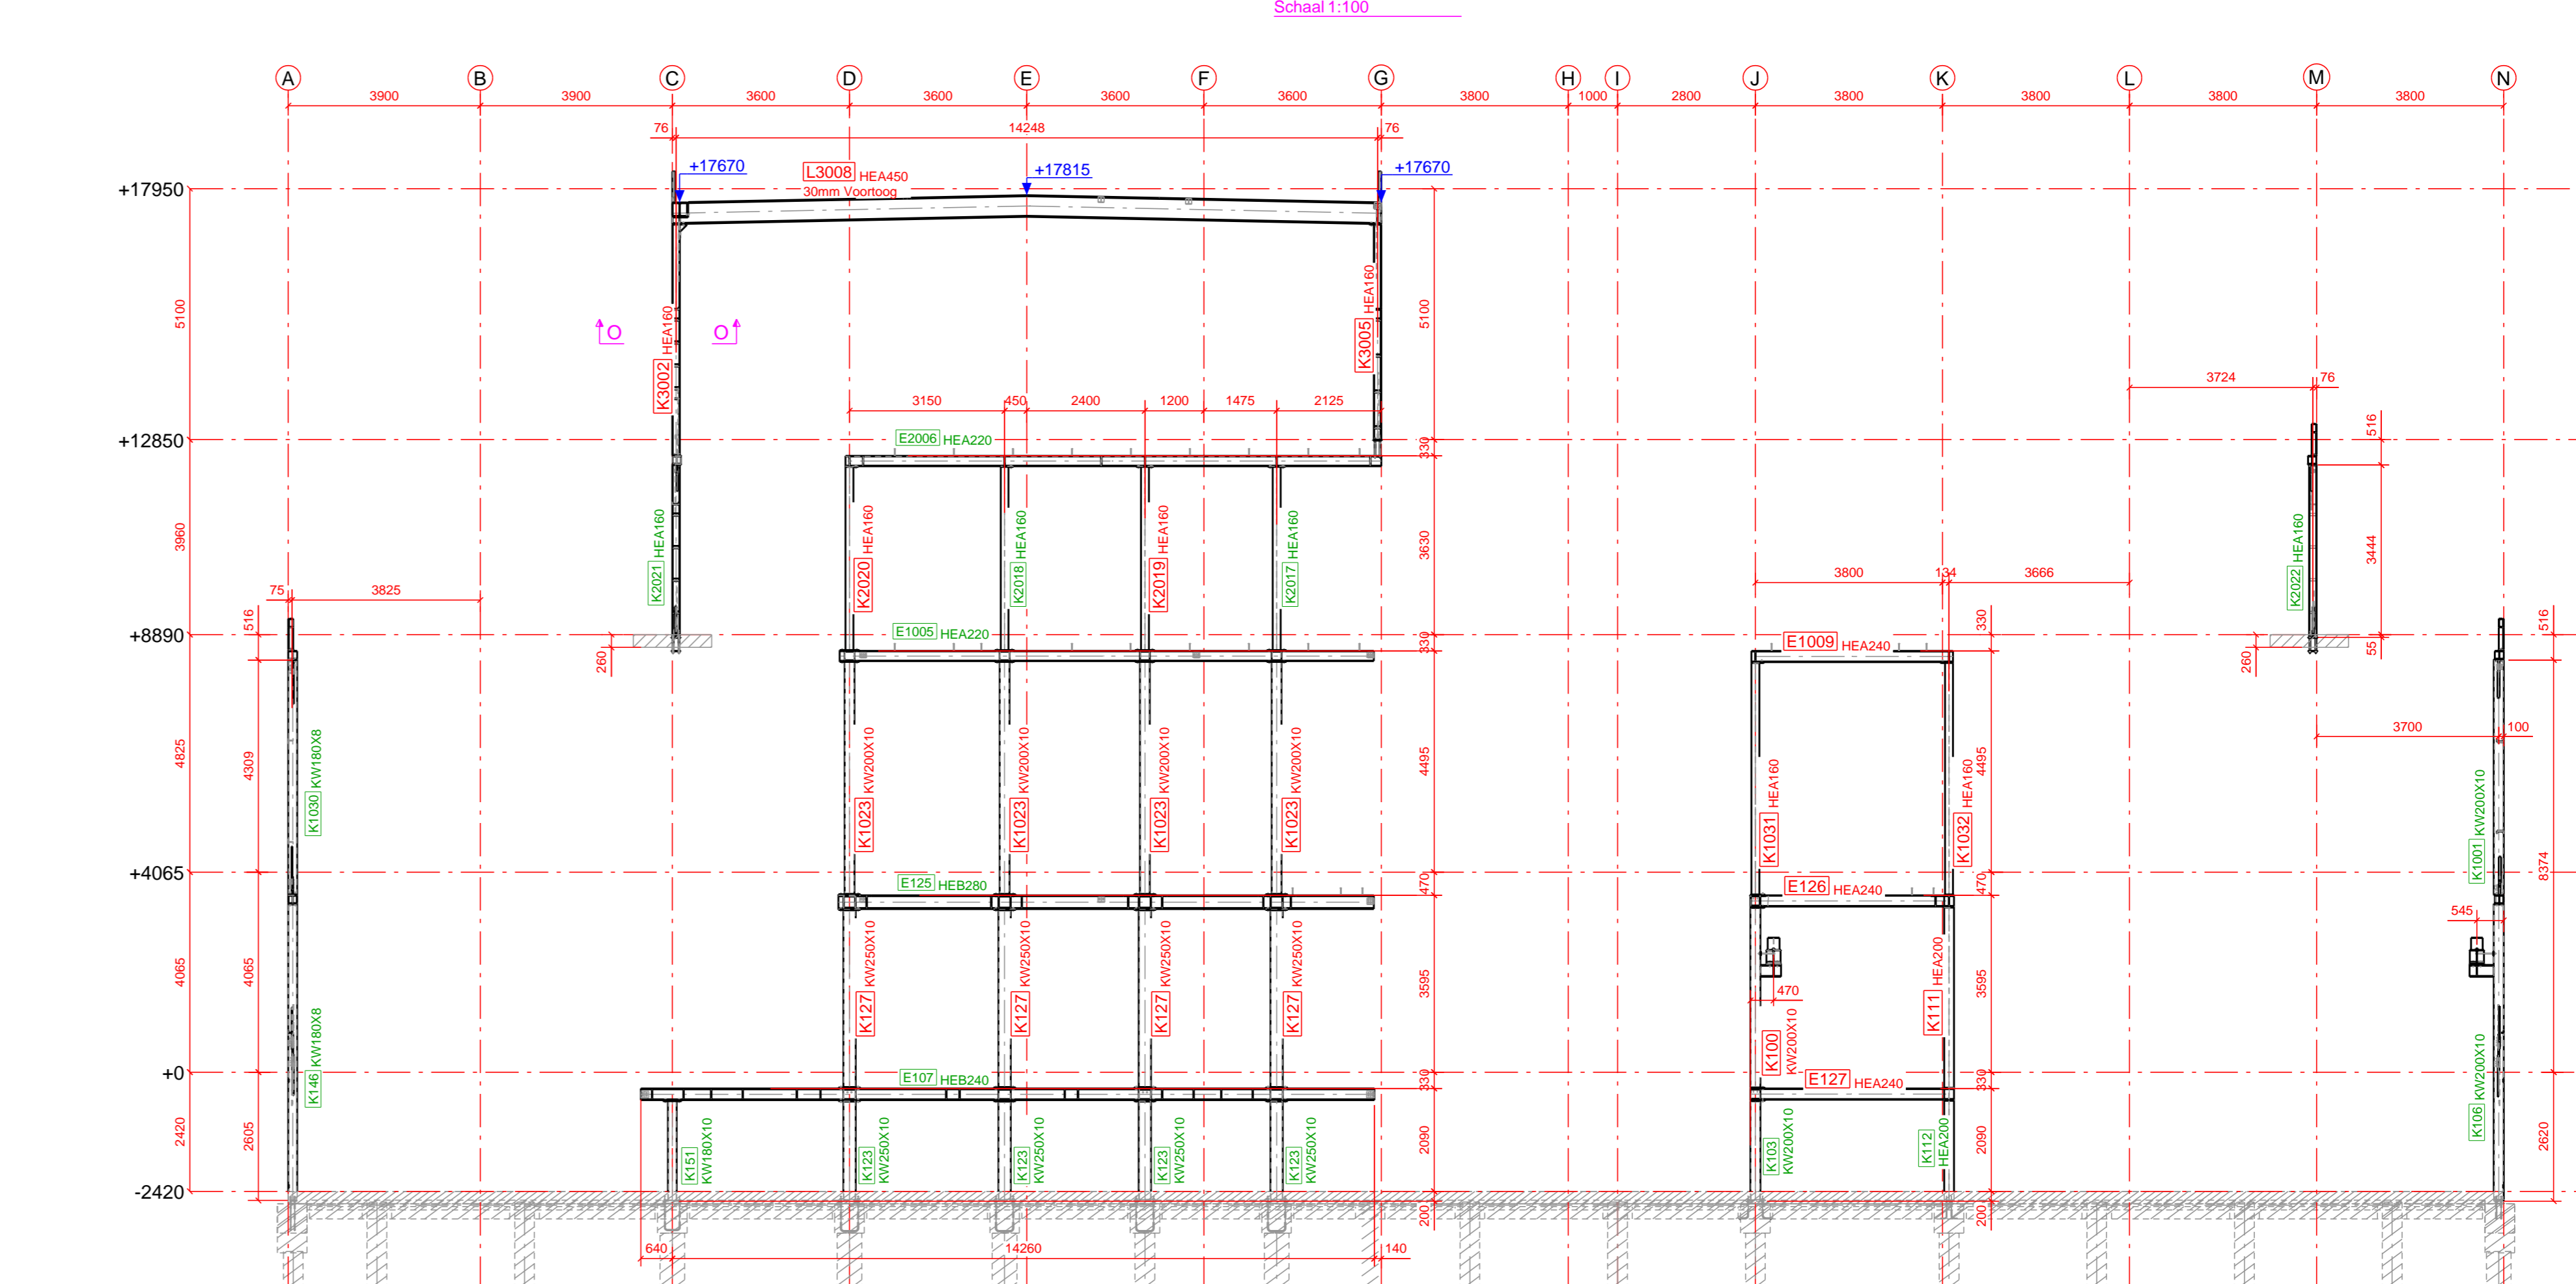 Schaal 1:100
A B C D E F G H I J K L M N
3900 3900 3600 3600 3600 3600 3800 1000 2800 3800 3800 3800 3800
76 14248 76
+17670 L3008 HEA450 +17815 +17670
30mm Voortoog
+17950
5100
O O
K3002 HEA160
K3005 HEA160
5100
3724 76
516
3150 450 2400 1200 1475 2125
+12850
E2006 HEA220
330
3960
K2021 HEA160
K2020 HEA160
K2018 HEA160
K2019 HEA160
K2017 HEA160
3630
K2022 HEA160
3444
75 3825
3800 134 3666
516
+8890
E1005 HEA220
330
330
E1009 HEA240
516
260
260
55
3700 100
4825
4309
K1030 KW180X8
K1023 KW200X10
K1023 KW200X10
K1023 KW200X10
K1023 KW200X10
4495
K1031 HEA160
K1032 HEA160
4495
K1001 KW200X10
8374
+4065
E125 HEB280
470
E126 HEA240
470
545
4065
4065
K127 KW250X10
K127 KW250X10
K127 KW250X10
K127 KW250X10
3595
470
K100
KW200X10
K111 HEA200
3595
K146 KW180X8
K106 KW200X10
+0
E107 HEB240
330
E127 HEA240
330
2420
2605
K151
KW180X10
K123
KW250X10
K123
KW250X10
K123
KW250X10
K123
KW250X10
2090
K103
KW200X10
K112
HEA200
2090
2620
-2420
200
200
640 14260 140